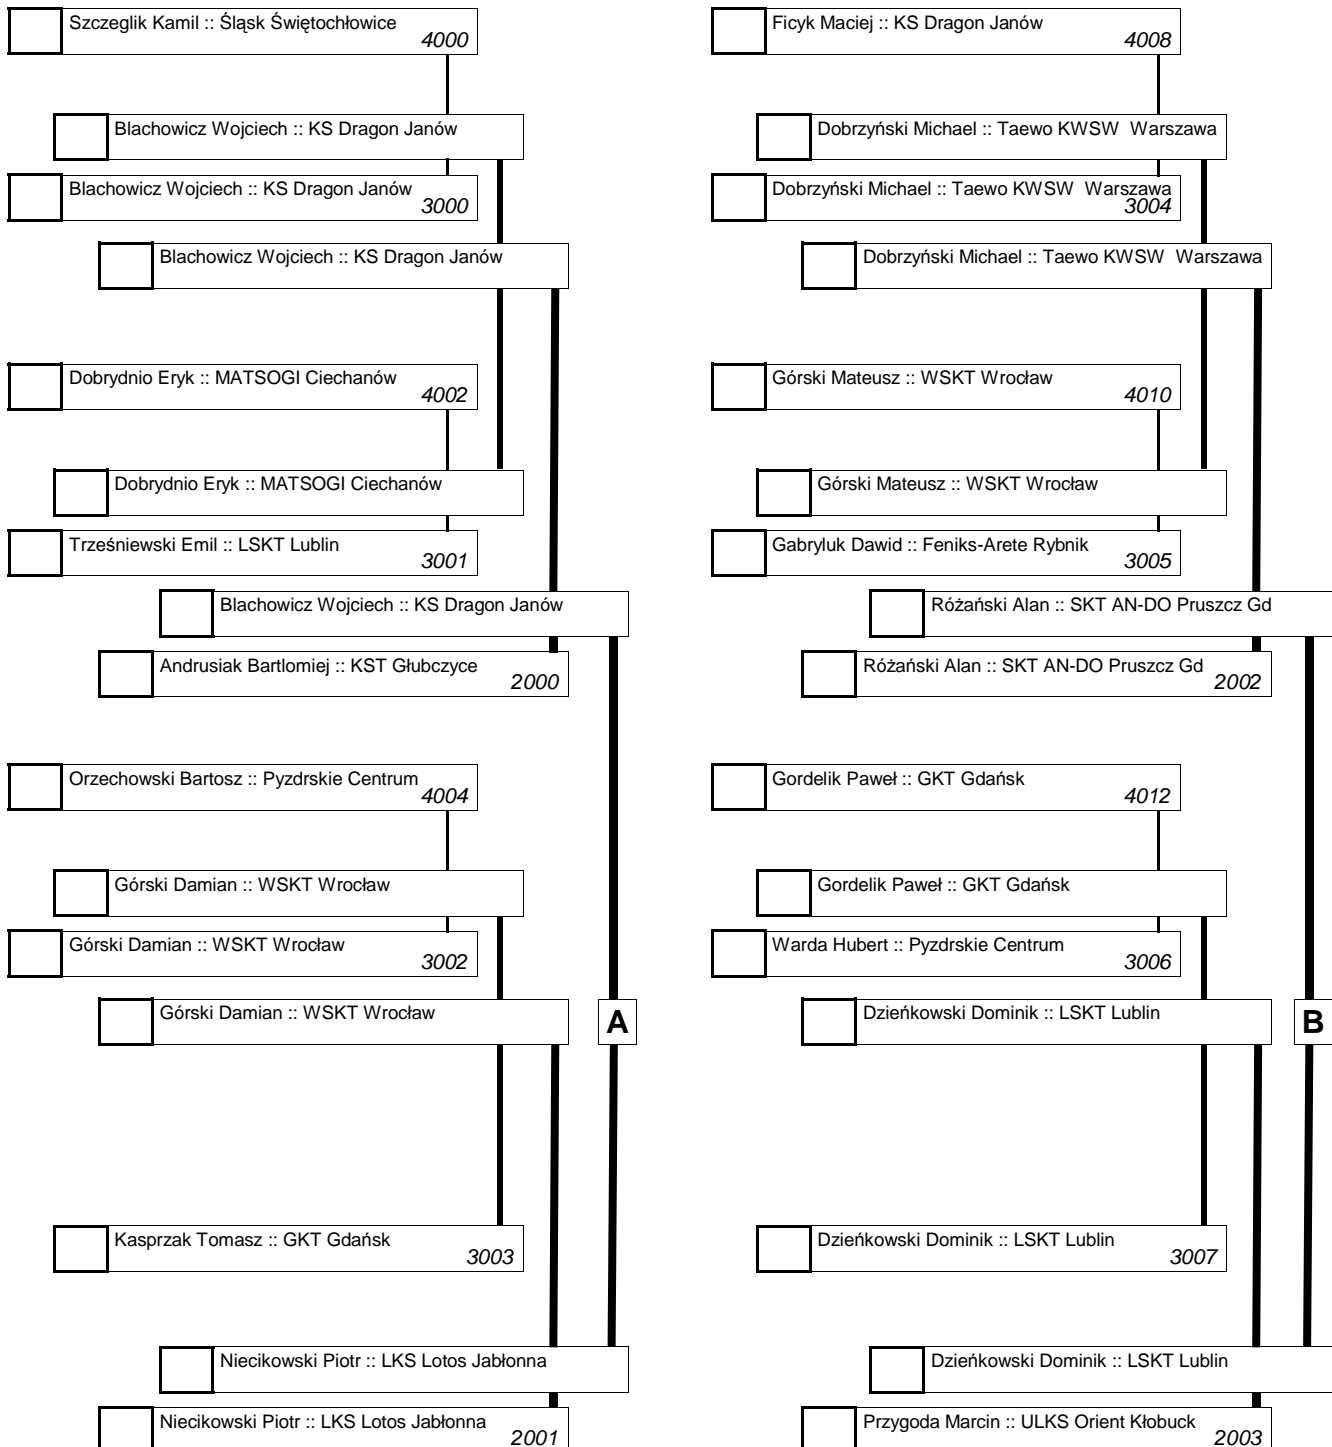 Szczeglik Kamil :: Śląsk Świętochłowice
4000
Blachowicz Wojciech :: KS Dragon Janów
Blachowicz Wojciech :: KS Dragon Janów
3000
Blachowicz Wojciech :: KS Dragon Janów
Dobrydnio Eryk :: MATSOGI Ciechanów
4002
Dobrydnio Eryk :: MATSOGI Ciechanów
Trześniewski Emil :: LSKT Lublin
3001
Blachowicz Wojciech :: KS Dragon Janów
Andrusiak Bartlomiej :: KST Głubczyce
2000
Orzechowski Bartosz :: Pyzdrskie Centrum
4004
Górski Damian :: WSKT Wrocław
Górski Damian :: WSKT Wrocław
3002
Górski Damian :: WSKT Wrocław
A
Kasprzak Tomasz :: GKT Gdańsk
3003
Niecikowski Piotr :: LKS Lotos Jabłonna
Niecikowski Piotr :: LKS Lotos Jabłonna
2001
Ficyk Maciej :: KS Dragon Janów
4008
Dobrzyński Michael :: Taewo KWSW  Warszawa
Dobrzyński Michael :: Taewo KWSW  Warszawa
3004
Dobrzyński Michael :: Taewo KWSW  Warszawa
Górski Mateusz :: WSKT Wrocław
4010
Górski Mateusz :: WSKT Wrocław
Gabryluk Dawid :: Feniks-Arete Rybnik
3005
Różański Alan :: SKT AN-DO Pruszcz Gd
Różański Alan :: SKT AN-DO Pruszcz Gd
2002
Gordelik Paweł :: GKT Gdańsk
4012
Gordelik Paweł :: GKT Gdańsk
Warda Hubert :: Pyzdrskie Centrum
3006
Dzieńkowski Dominik :: LSKT Lublin
B
Dzieńkowski Dominik :: LSKT Lublin
3007
Dzieńkowski Dominik :: LSKT Lublin
Przygoda Marcin :: ULKS Orient Kłobuck
2003